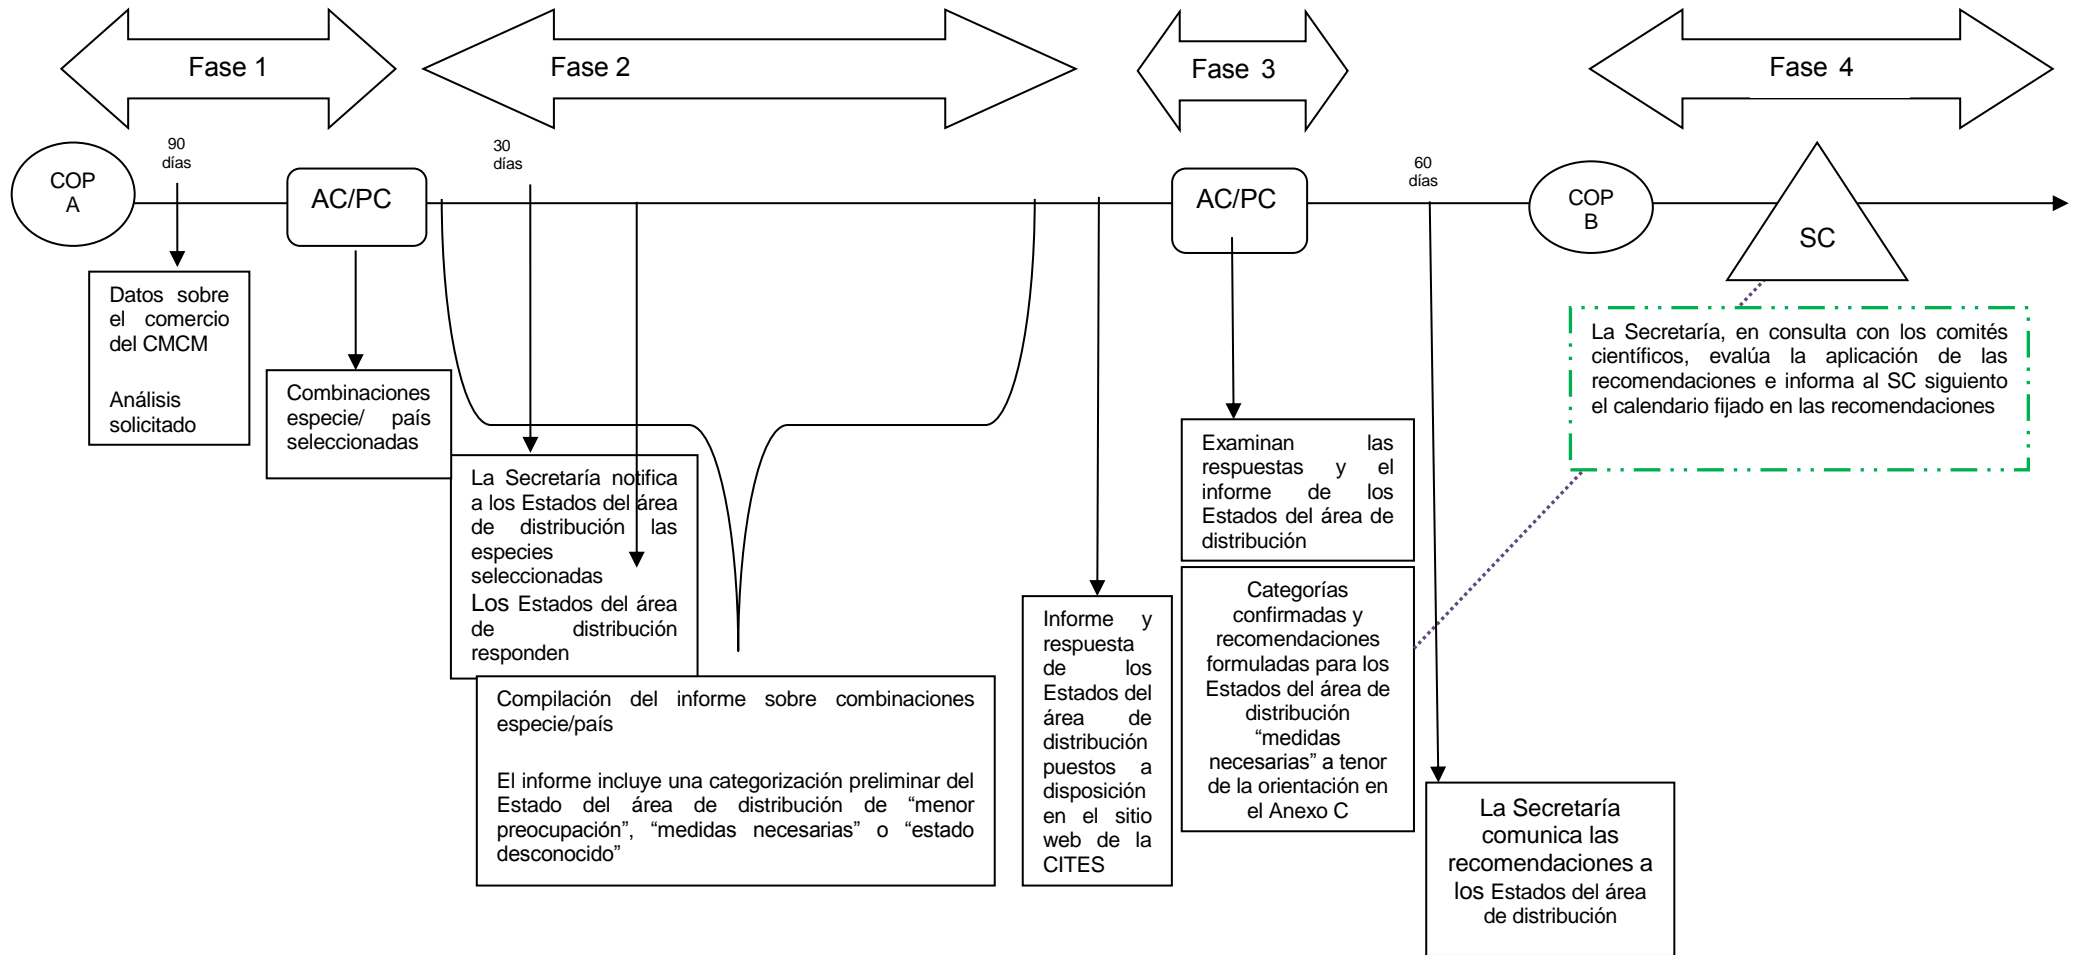 Fase 1
Fase 2
Fase 3
Fase 4
COP
A
90
días
AC/PC
30
días
AC/PC
60
días
COP
B
SC
Datos sobre
el comercio
del CMCM
Análisis
solicitado
Combinaciones
especie/ país
seleccionadas
La Secretaría notifica
a los Estados del área
de distribución las
especies
seleccionadas
Los Estados del área
de distribución
responden
Compilación del informe sobre combinaciones
especie/país
El informe incluye una categorización preliminar del
Estado del área de distribución de “menor
preocupación”, “medidas necesarias” o “estado
desconocido”
Informe y
respuesta
de los
Estados del
área de
distribución
puestos a
disposición
en el sitio
web de la
CITES
Examinan las
respuestas y el
informe de los
Estados del área de
distribución
Categorías
confirmadas y
recomendaciones
formuladas para los
Estados del área de
distribución
“medidas
necesarias” a tenor
de la orientación en
el Anexo C
La Secretaría
comunica las
recomendaciones a
los Estados del área
de distribución
La Secretaría, en consulta con los comités
científicos, evalúa la aplicación de las
recomendaciones e informa al SC siguiento
el calendario fijado en las recomendaciones